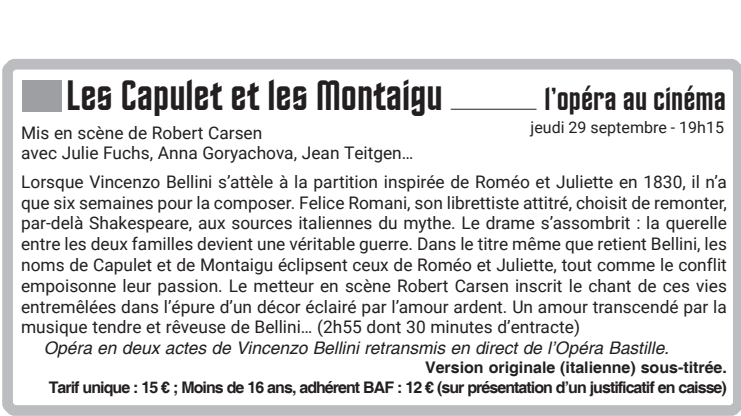 Les Capulet et les Montaigu l'opéra au cinéma
Mis en scène de Robert Carsen jeudi 29 septembre - 19h15
avec Julie Fuchs, Anna Goryachova, Jean Teitgen...
Lorsque Vincenzo Bellini s'attèle à la partition inspirée de Roméo et Juliette en 1830, il n'a
que six semaines pour la composer. Felice Romani, son librettiste attitré, choisit de remonter,
par-delà Shakespeare, aux sources italiennes du mythe. Le drame s'assombrit : la querelle
entre les deux familles devient une véritable guerre. Dans le titre même que retient Bellini, les
noms de Capulet et de Montaigu éclipsent ceux de Roméo et Juliette, tout comme le conflit
empoisonne leur passion. Le metteur en scène Robert Carsen inscrit le chant de ces vies
entremêlées dans l'épure d'un décor éclairé par l'amour ardent. Un amour transcendé par la
musique tendre et rêveuse de Bellini... (2h55 dont 30 minutes d'entracte)
Opéra en deux actes de Vincenzo Bellini retransmis en direct de l'Opéra Bastille.
Version originale (italienne) sous-titrée.
Tarif unique : 15 € ; Moins de 16 ans, adhérent BAF : 12 € (sur présentation d'un justificatif en caisse)